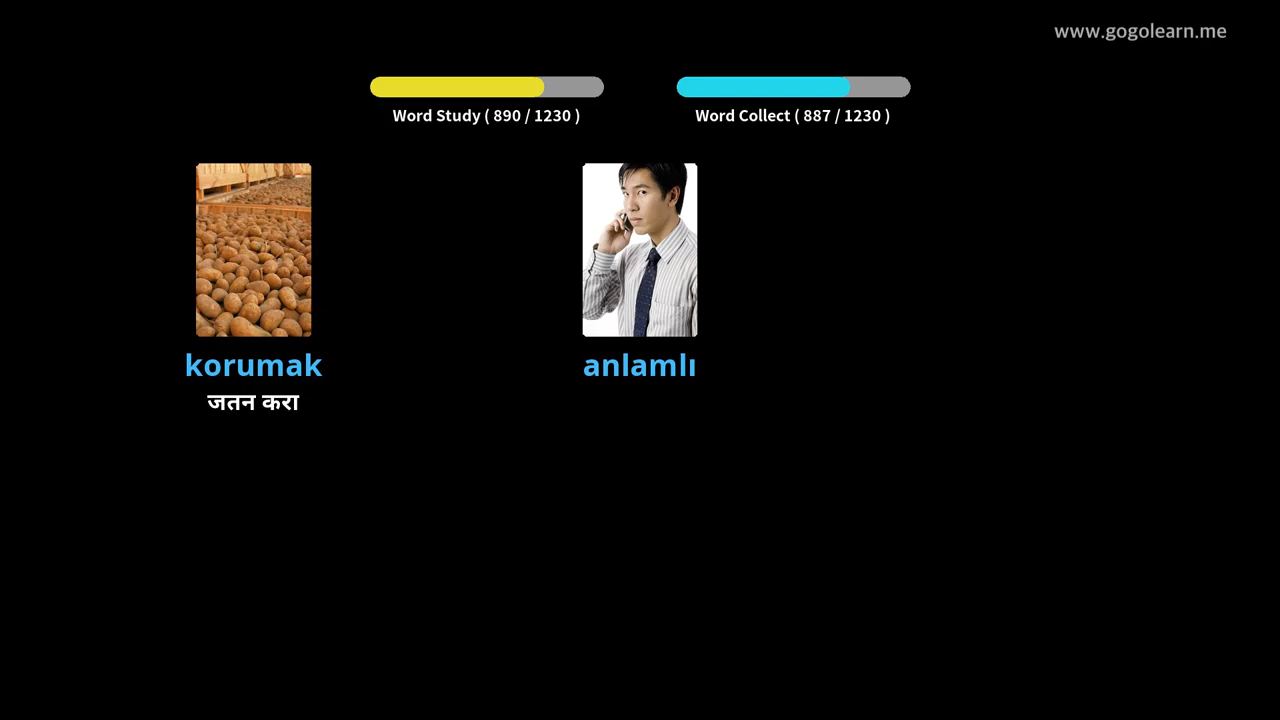 www.gogolearn.me
Word Study ( 890 / 1230 )
Word Collect ( 887 / 1230 )
korumak
जतन करा
anlamlı